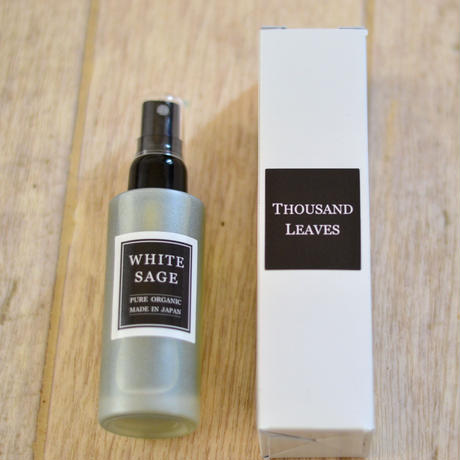 WHITE
SAGE
PURE ORGANIC
MADE IN JAPAN
THOUSAND
LEAVES